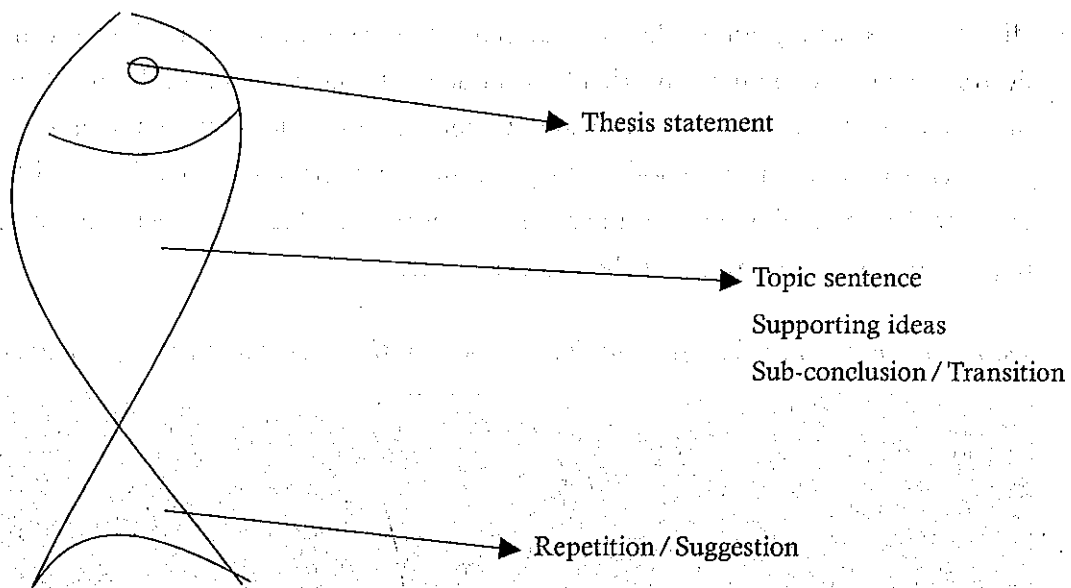 Thesis statement
Topic sentence
Supporting ideas
Sub-conclusion / Transition
Repetition / Suggestion